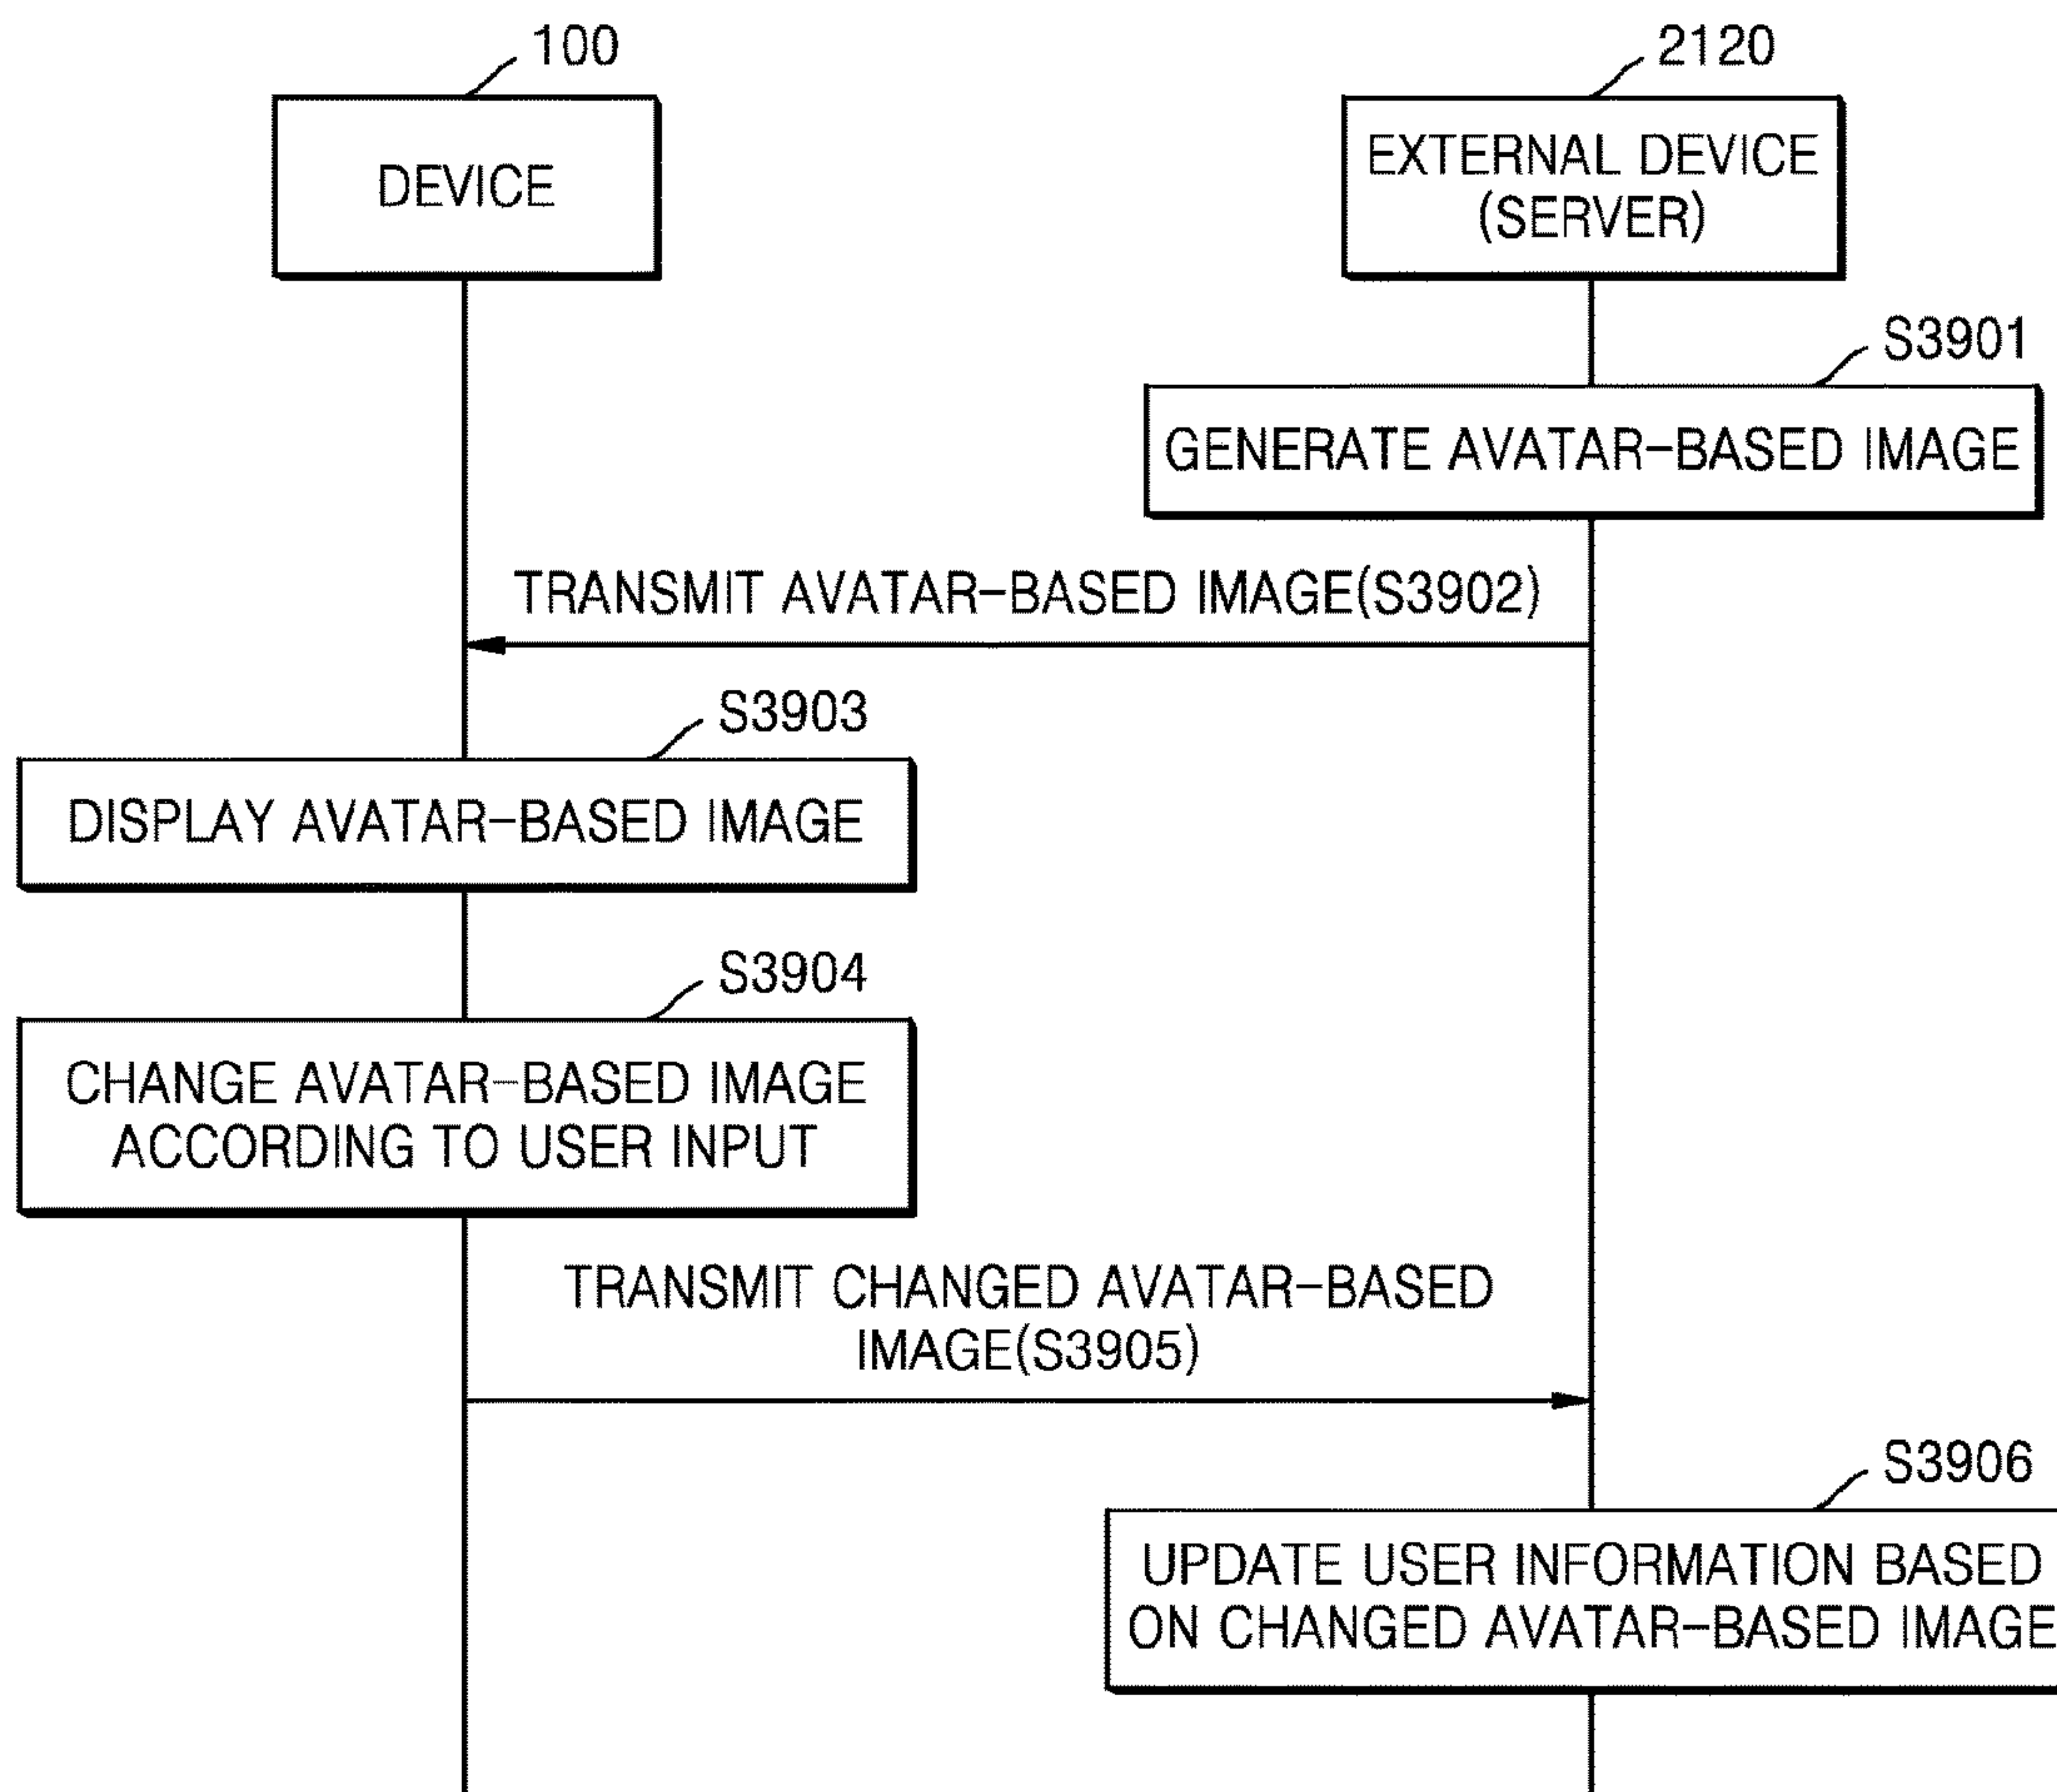 100
2120
DEVICE
EXTERNAL DEVICE
(SERVER)
S3901
GENERATE AVATAR-BASED IMAGE
TRANSMIT AVATAR-BASED IMAGE(S3902)
S3903
DISPLAY AVATAR-BASED IMAGE
S3904
CHANGE AVATAR-BASED IMAGE
ACCORDING TO USER INPUT
TRANSMIT CHANGED AVATAR-BASED
IMAGE(S3905)
S3906
UPDATE USER INFORMATION BASED
ON CHANGED AVATAR-BASED IMAGE